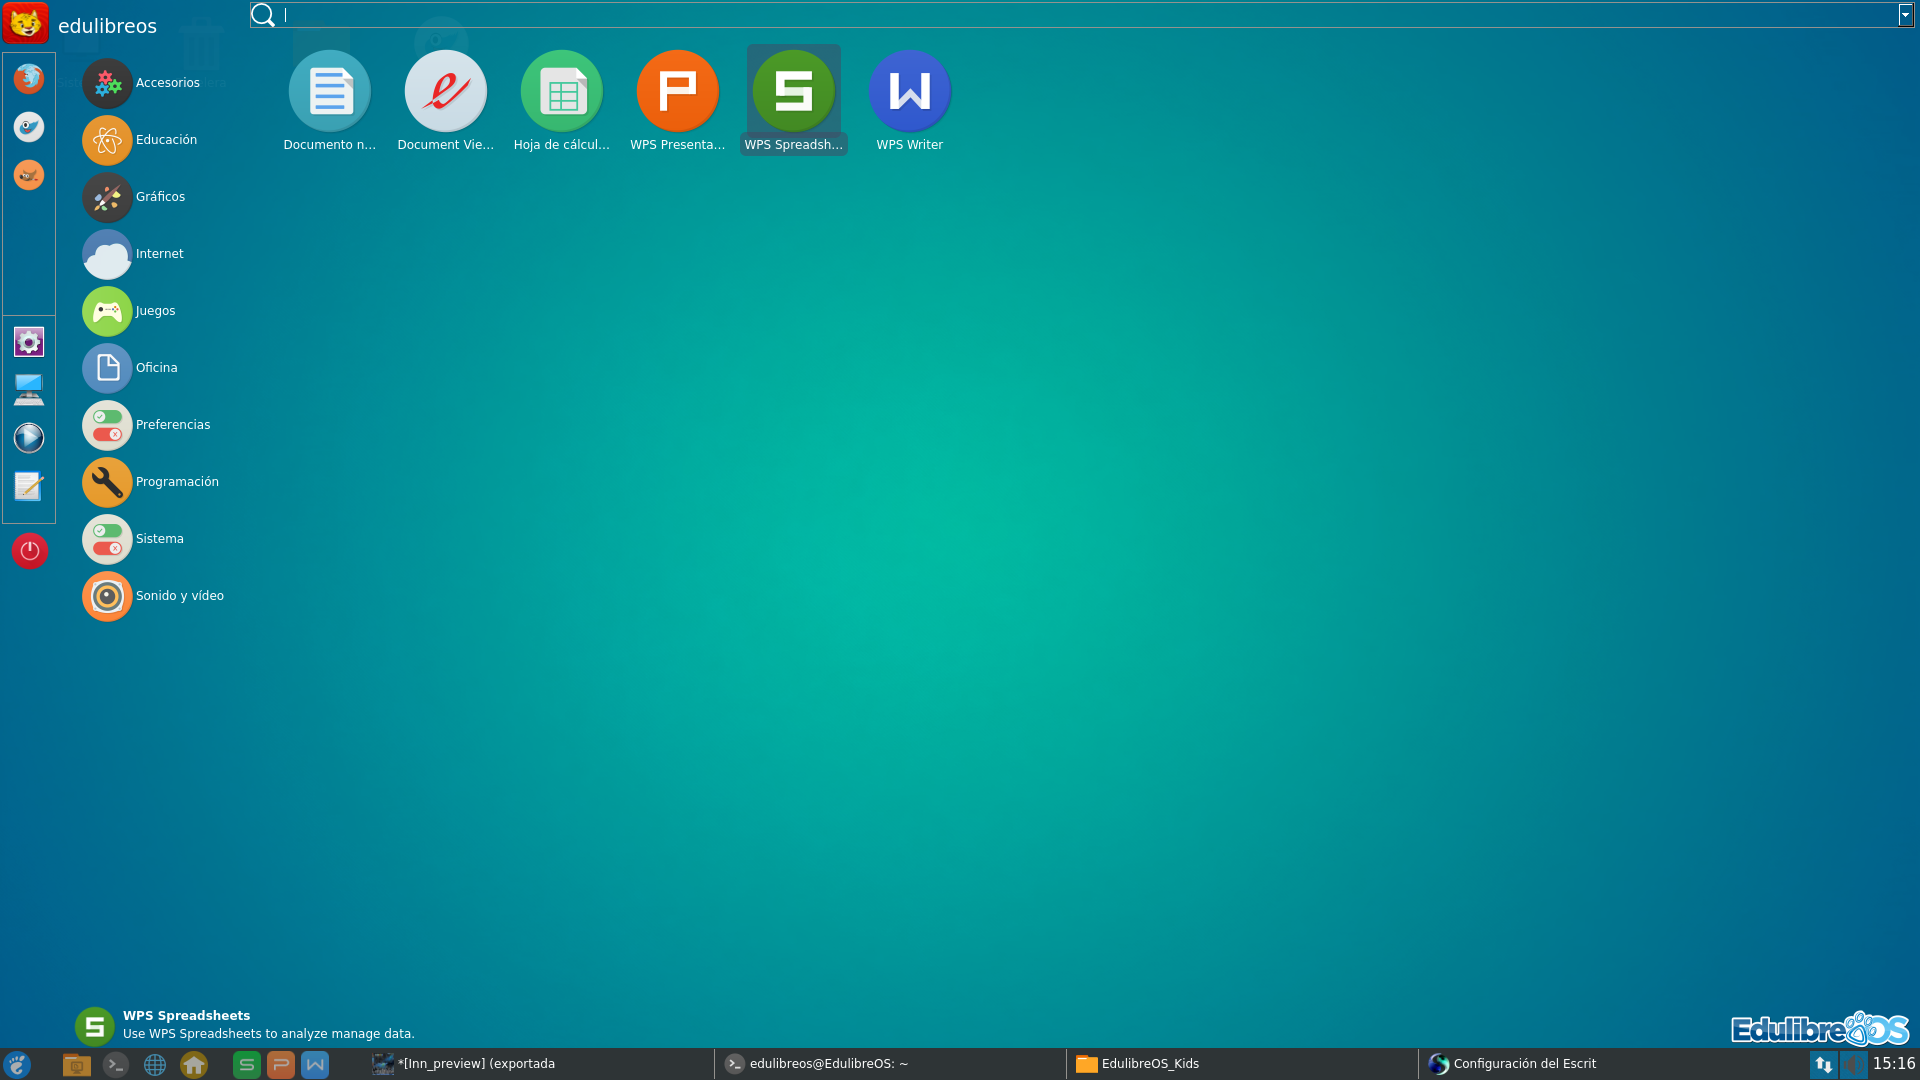 edulibreos
Accesorios
Educación
Gráficos
Internet
Juegos
Oficina
Preferencias
Programación
Sistema
Sonido y vídeo
Documento n...
Document Vie...
Hoja de cálcul...
WPS Presenta...
WPS Spreadsh...
WPS Writer
WPS Spreadsheets
Use WPS Spreadsheets to analyze manage data.
EdulibreOS
*[Inn_preview] (exportada
edulibreos@EdulibreOS: ~
EdulibreOS_Kids
Configuración del Escrit
15:16